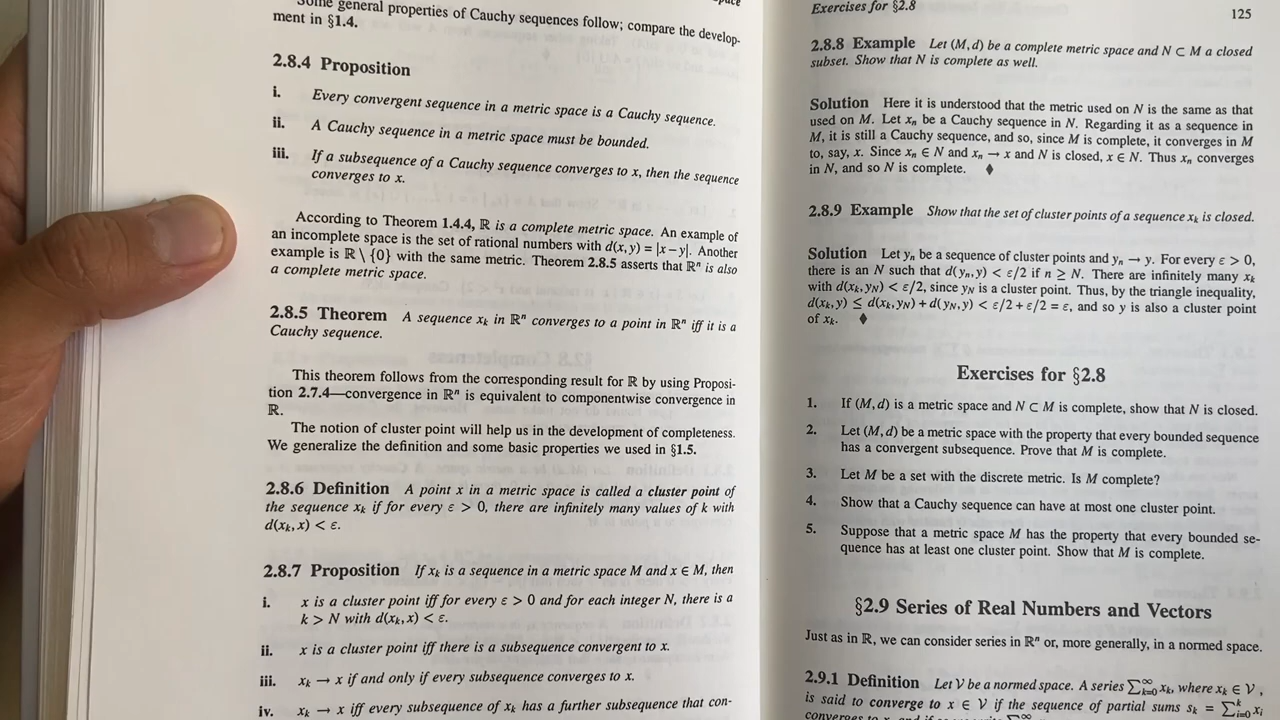 Some general properties of Cauchy sequences follow; compare the develop-
ment in §1.4.
2.8.4 Proposition
i. Every convergent sequence in a metric space is a Cauchy sequence.
ii. A Cauchy sequence in a metric space must be bounded.
iii. If a subsequence of a Cauchy sequence converges to x, then the sequence
converges to x.
According to Theorem 1.4.4, ℝ is a complete metric space. An example of
an incomplete space is the set of rational numbers with d(x, y) = |x − y|. Another
example is ℝ \ {0} with the same metric. Theorem 2.8.5 asserts that ℝⁿ is also
a complete metric space.
2.8.5 Theorem A sequence xₖ in ℝⁿ converges to a point in ℝⁿ iff it is a
Cauchy sequence.
This theorem follows from the corresponding result for ℝ by using Proposi-
tion 2.7.4—convergence in ℝⁿ is equivalent to componentwise convergence in
ℝ.
The notion of cluster point will help us in the development of completeness.
We generalize the definition and some basic properties we used in §1.5.
2.8.6 Definition A point x in a metric space is called a cluster point of
the sequence xₖ if for every ε > 0, there are infinitely many values of k with
d(xₖ, x) < ε.
2.8.7 Proposition If xₖ is a sequence in a metric space M and x ∈ M, then
i. x is a cluster point iff for every ε > 0 and for each integer N, there is a
k > N with d(xₖ, x) < ε.
ii. x is a cluster point iff there is a subsequence convergent to x.
iii. xₖ → x if and only if every subsequence converges to x.
iv. xₖ → x iff every subsequence of xₖ has a further subsequence that con-
Exercises for §2.8
125
2.8.8 Example Let (M, d) be a complete metric space and N ⊂ M a closed
subset. Show that N is complete as well.
Solution Here it is understood that the metric used on N is the same as that
used on M. Let xₙ be a Cauchy sequence in N. Regarding it as a sequence in
M, it is still a Cauchy sequence, and so, since M is complete, it converges in M
to, say, x. Since xₙ ∈ N and xₙ → x and N is closed, x ∈ N. Thus xₙ converges
in N, and so N is complete. ♦
2.8.9 Example Show that the set of cluster points of a sequence xₖ is closed.
Solution Let yₙ be a sequence of cluster points and yₙ → y. For every ε > 0,
there is an N such that d(yₙ, y) < ε/2 if n ≥ N. There are infinitely many xₖ
with d(xₖ, y_N) < ε/2, since y_N is a cluster point. Thus, by the triangle inequality,
d(xₖ, y) ≤ d(xₖ, y_N) + d(y_N, y) < ε/2 + ε/2 = ε, and so y is also a cluster point
of xₖ. ♦
Exercises for §2.8
1. If (M, d) is a metric space and N ⊂ M is complete, show that N is closed.
2. Let (M, d) be a metric space with the property that every bounded sequence
has a convergent subsequence. Prove that M is complete.
3. Let M be a set with the discrete metric. Is M complete?
4. Show that a Cauchy sequence can have at most one cluster point.
5. Suppose that a metric space M has the property that every bounded se-
quence has at least one cluster point. Show that M is complete.
§2.9 Series of Real Numbers and Vectors
Just as in ℝ, we can consider series in ℝⁿ or, more generally, in a normed space.
2.9.1 Definition Let 𝒱 be a normed space. A series ∑_{k=0}^∞ xₖ, where xₖ ∈ 𝒱,
is said to converge to x ∈ 𝒱 if the sequence of partial sums sₖ = ∑_{i=0}^k xᵢ
converges to x, and if so